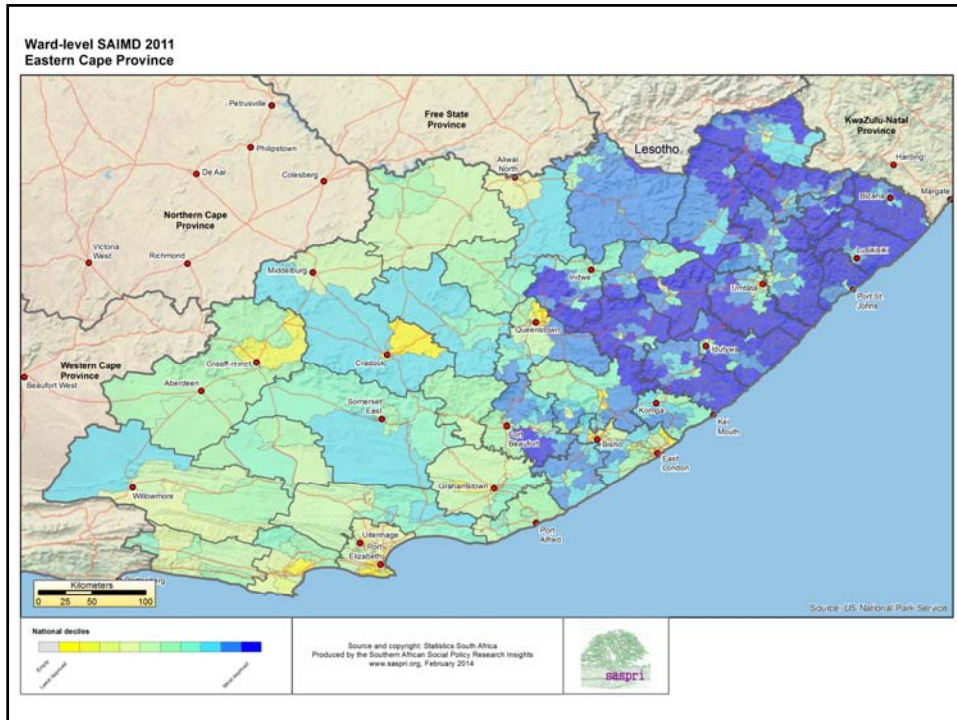 Ward-level SAIMD 2011
Eastern Cape Province
Petrusville
Free State
Province
KwaZulu-Natal
Province
Lesotho
Philipstown
Harding
De Aar
Colesberg
Aliwal
North
Margate
Bizana
Northern Cape
Province
Victoria
West
Richmond
Middelburg
Indwe
Lusikisiki
Umtata
Port St.
Johns
Queenstown
Idutywa
Western Cape
Province
Beaufort West
Graaff-reinet
Cradock
Aberdeen
Somerset
East
Komga
Kei
Mouth
Fort
Beaufort
Bisho
East
London
Willowmore
Grahamstown
Port
Alfred
Uitenhage
Port
Elizabeth
Kilometers
0 25 50 100
Source: US National Park Service
National deciles
Empty
Least deprived
Most deprived
Source and copyright: Statistics South Africa
Produced by the Southern African Social Policy Research Insights
www.saspri.org, February 2014
saspri